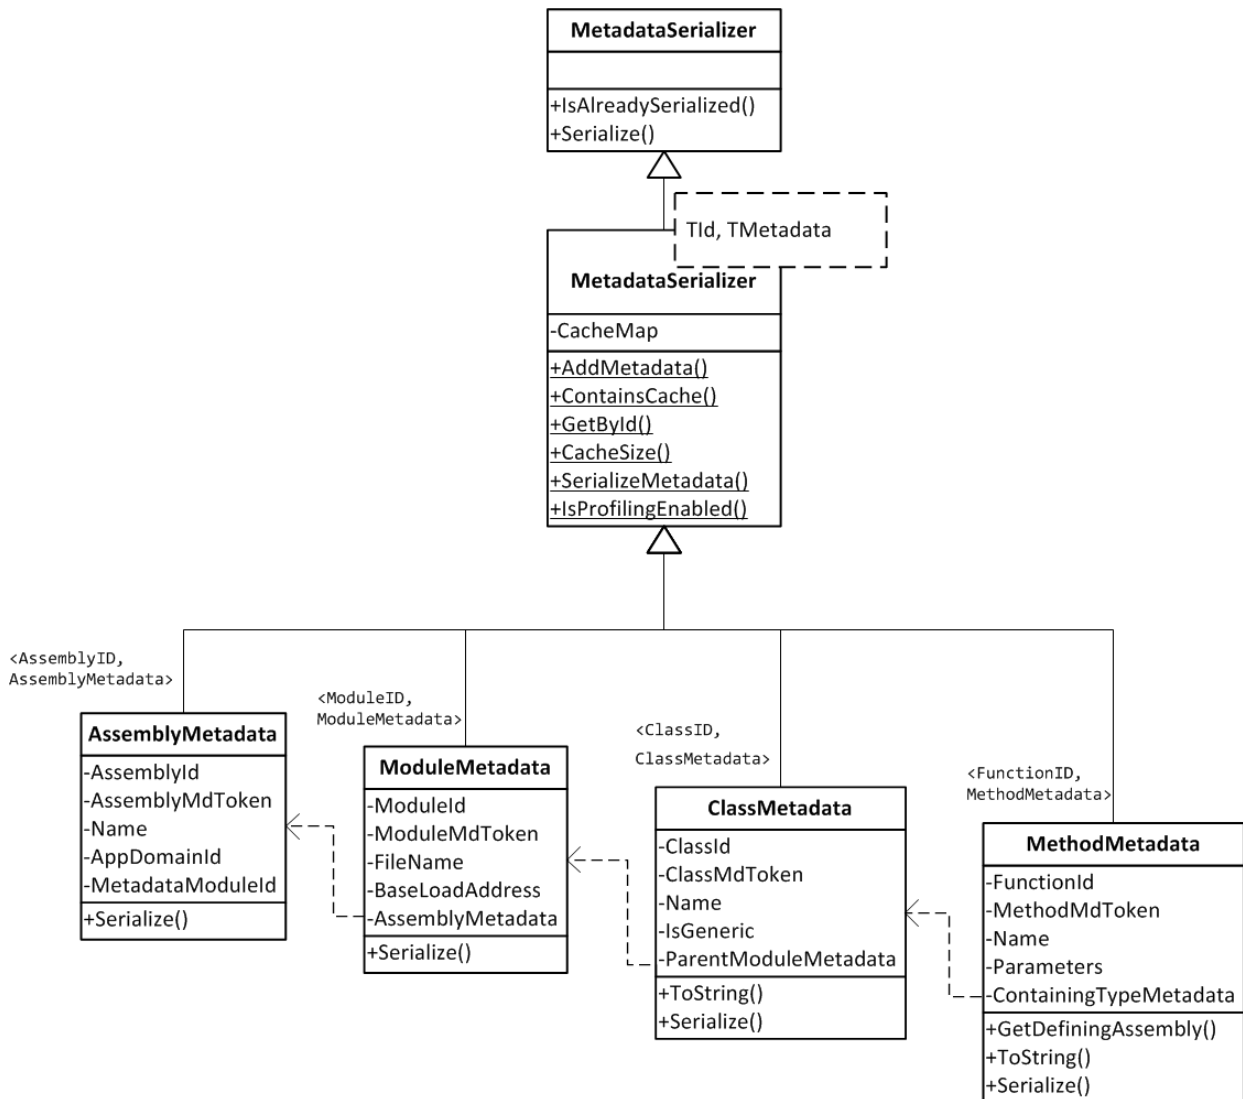 MetadataSerializer
+IsAlreadySerialized()
+Serialize()
TId, TMetadata
MetadataSerializer
-CacheMap
+AddMetadata()
+ContainsCache()
+GetById()
+CacheSize()
+SerializeMetadata()
+IsProfilingEnabled()
<AssemblyID,
AssemblyMetadata>
AssemblyMetadata
-AssemblyId
-AssemblyMdToken
-Name
-AppDomainId
-MetadataModuleId
+Serialize()
<ModuleID,
ModuleMetadata>
ModuleMetadata
-ModuleId
-ModuleMdToken
-FileName
-BaseLoadAddress
-AssemblyMetadata
+Serialize()
<ClassID,
ClassMetadata>
ClassMetadata
-ClassId
-ClassMdToken
-Name
-IsGeneric
-ParentModuleMetadata
+ToString()
+Serialize()
<FunctionID,
MethodMetadata>
MethodMetadata
-FunctionId
-MethodMdToken
-Name
-Parameters
-ContainingTypeMetadata
+GetDefiningAssembly()
+ToString()
+Serialize()